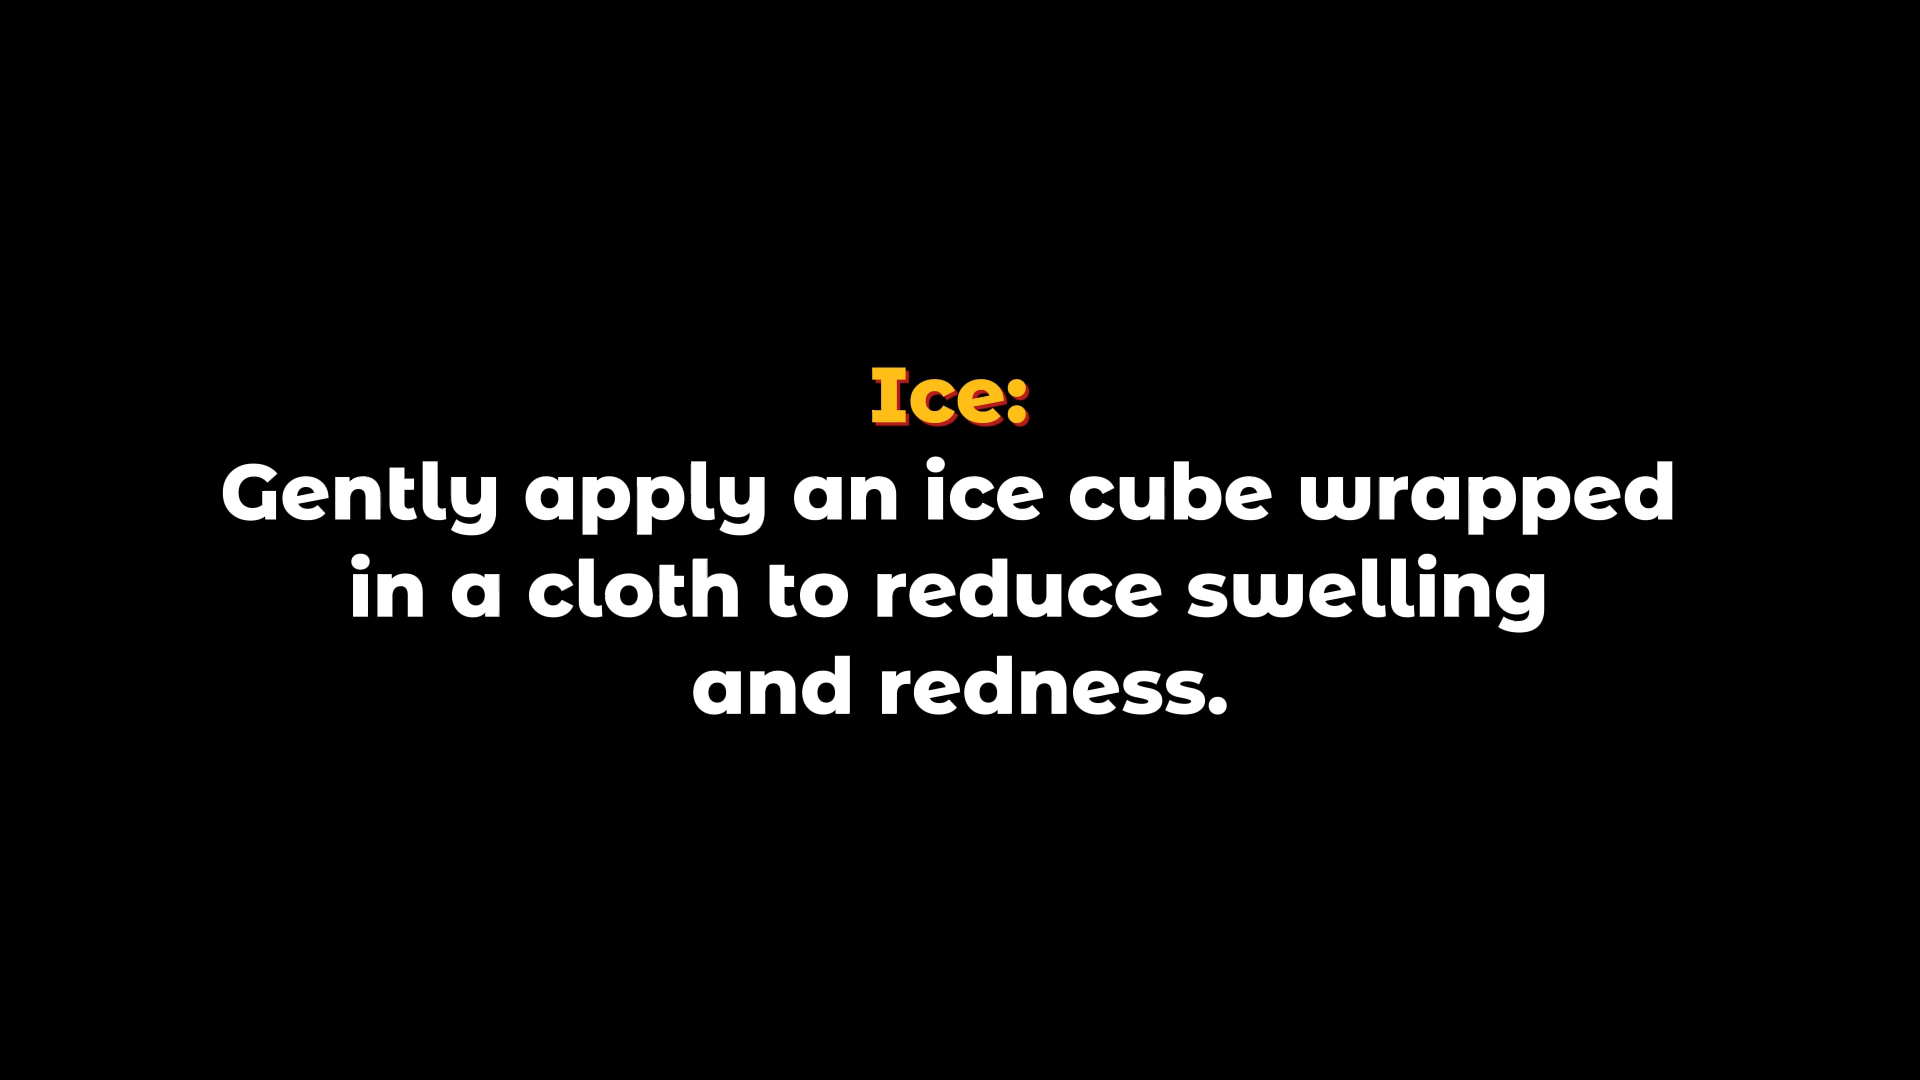 Ice:
Gently apply an ice cube wrapped
in a cloth to reduce swelling
and redness.